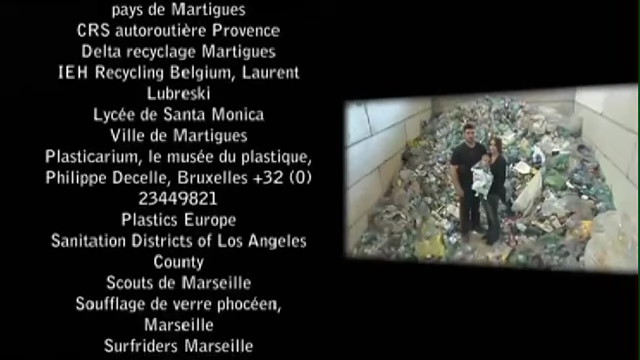 pays de Martigues
CRS autoroutière Provence
Delta recyclage Martigues
IEH Recycling Belgium, Laurent
Lubreski
Lycée de Santa Monica
Ville de Martigues
Plasticarium, le musée du plastique,
Philippe Decelle, Bruxelles +32 (0)
23449821
Plastics Europe
Sanitation Districts of Los Angeles
County
Scouts de Marseille
Soufflage de verre phocéen,
Marseille
Surfriders Marseille